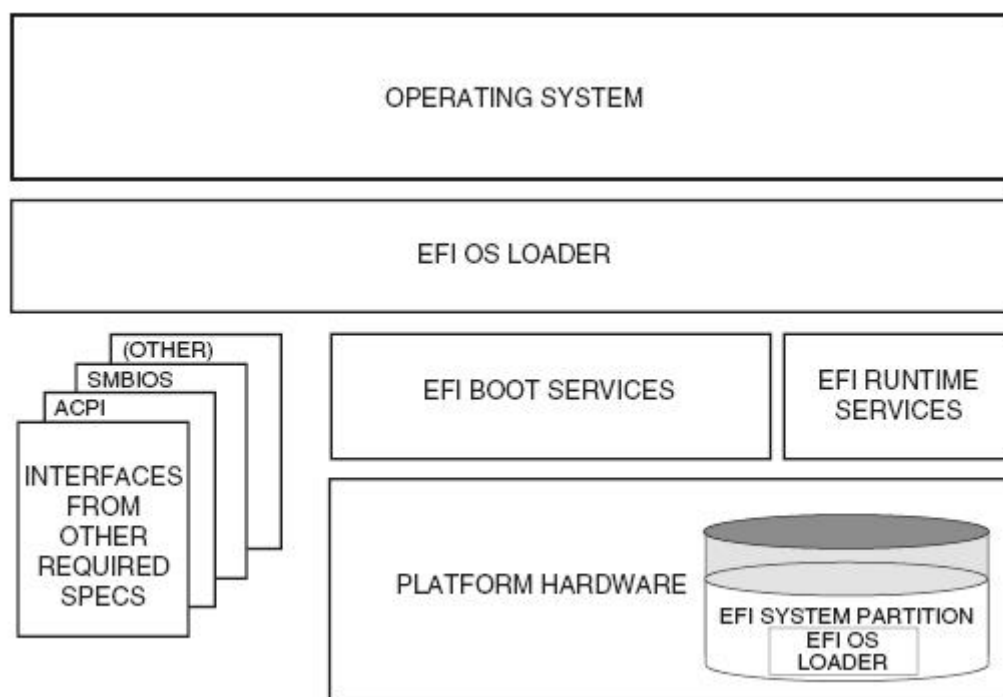 OPERATING SYSTEM
EFI OS LOADER
(OTHER)
SMBIOS
ACPI
INTERFACES
FROM
OTHER
REQUIRED
SPECS
EFI BOOT SERVICES
EFI RUNTIME
SERVICES
PLATFORM HARDWARE
EFI SYSTEM PARTITION
EFI OS
LOADER